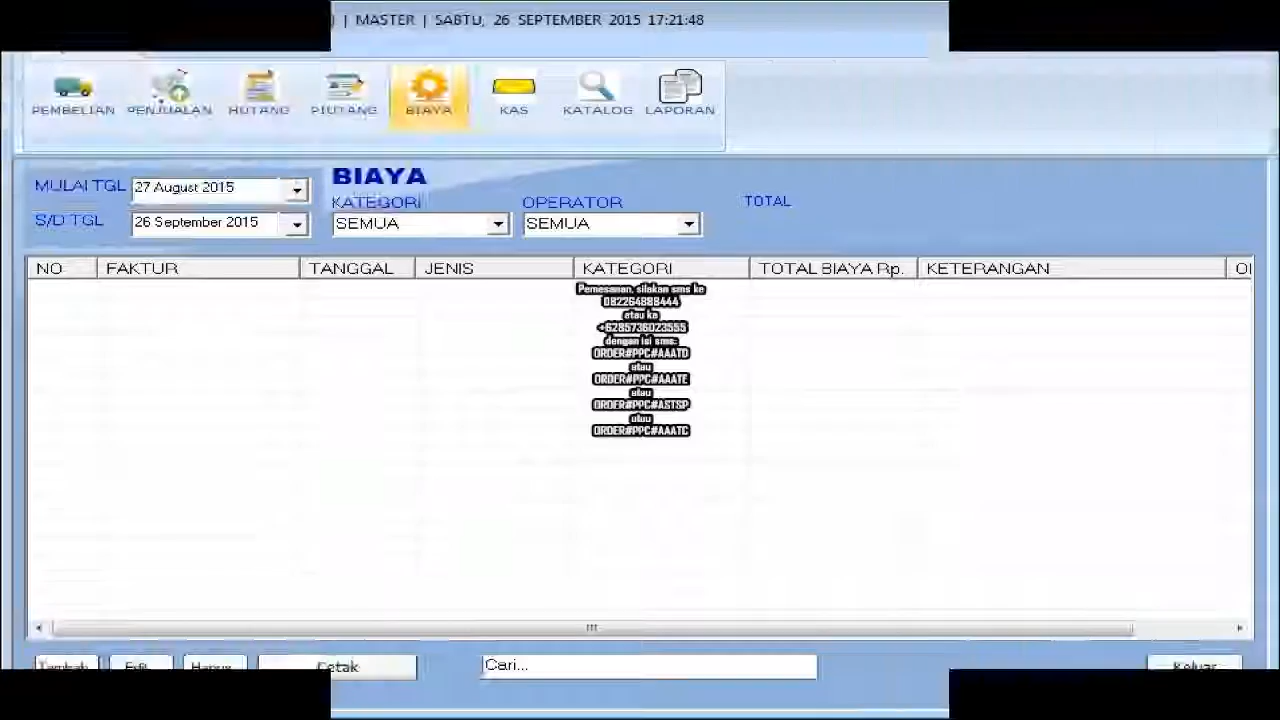 | MASTER | SABTU, 26 SEPTEMBER 2015 17:21:48
PEMBELIAN PENJUALAN HUTANG PIUTANG BIAYA KAS KATALOG LAPORAN
MULAI TGL 27 August 2015
S/D TGL 26 September 2015
BIAYA
KATEGORI OPERATOR TOTAL
SEMUA SEMUA
NO FAKTUR TANGGAL JENIS KATEGORI TOTAL BIAYA Rp. KETERANGAN
Pemesanan, silakan sms ke
082264888444
atau ke
+6285736023555
dengan isi sms:
ORDER#PPC#AAATD
atau
ORDER#PPC#AAATE
atau
ORDER#PPC#ASTSP
atau
ORDER#PPC#AAATC
Tambah Edit Hapus Cetak Cari... Keluar